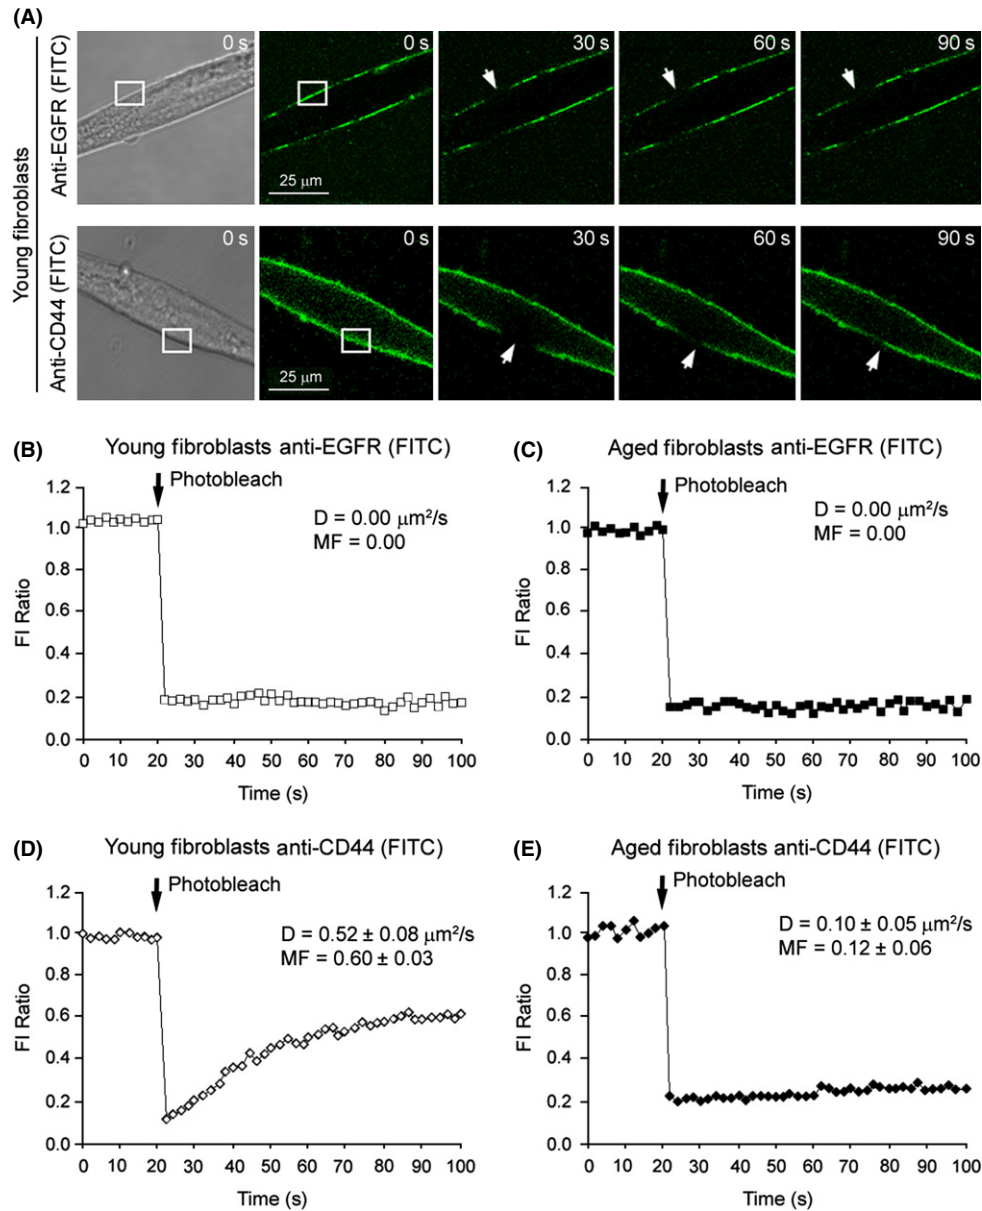 (A)
Young fibroblasts
Anti-EGFR (FITC)
0 s
0 s
30 s
60 s
90 s
25 μm
Anti-CD44 (FITC)
0 s
0 s
30 s
60 s
90 s
25 μm
(B)
Young fibroblasts anti-EGFR (FITC)
Photobleach
D = 0.00 μm²/s
MF = 0.00
FI Ratio
1.2
1.0
0.8
0.6
0.4
0.2
0.0
0 10 20 30 40 50 60 70 80 90 100
Time (s)
(C)
Aged fibroblasts anti-EGFR (FITC)
Photobleach
D = 0.00 μm²/s
MF = 0.00
FI Ratio
1.2
1.0
0.8
0.6
0.4
0.2
0.0
0 10 20 30 40 50 60 70 80 90 100
Time (s)
(D)
Young fibroblasts anti-CD44 (FITC)
Photobleach
D = 0.52 ± 0.08 μm²/s
MF = 0.60 ± 0.03
FI Ratio
1.2
1.0
0.8
0.6
0.4
0.2
0.0
0 10 20 30 40 50 60 70 80 90 100
Time (s)
(E)
Aged fibroblasts anti-CD44 (FITC)
Photobleach
D = 0.10 ± 0.05 μm²/s
MF = 0.12 ± 0.06
FI Ratio
1.2
1.0
0.8
0.6
0.4
0.2
0.0
0 10 20 30 40 50 60 70 80 90 100
Time (s)